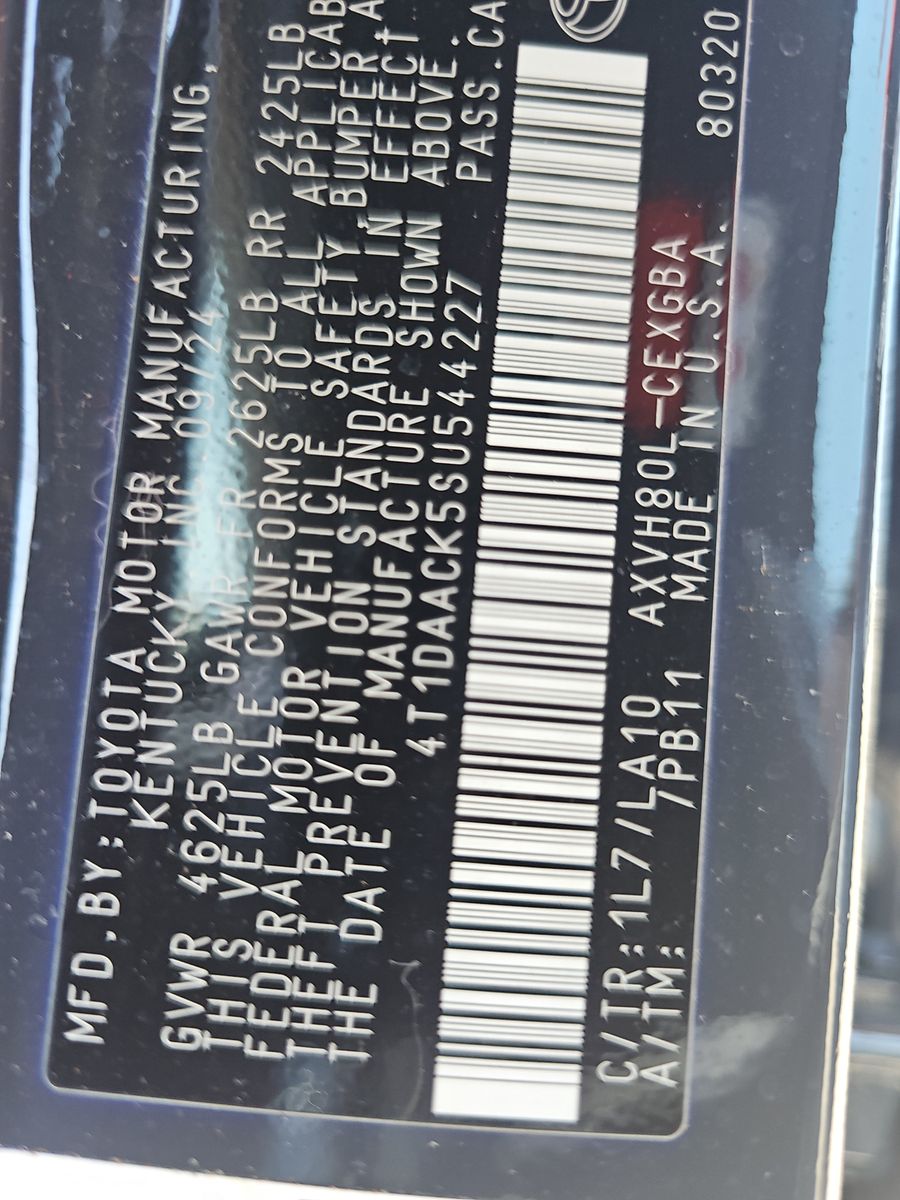 MFD.BY:TOYOTA MOTOR MANUFACTURING,
KENTUCKY INC 09/24
GVWR 4625LB GAWR FR 2625LB RR 2425LB
THIS VEHICLE CONFORMS TO ALL APPLICAB
FEDERAL MOTOR VEHICLE SAFETY,BUMPER A
THEFT PREVENTION STANDARDS IN EFFECT
THE DATE OF MANUFACTURE SHOWN ABOVE.
4T1DAACK5SU544227 PASS.CA
C/TR:1L7/LA10 AXVH80L-CEXGBA
A/TM: /PB11 MADE IN U.S.A. 80320